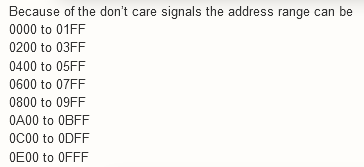 Because of the don't care signals the address range can be
0000 to 01FF
0200 to 03FF
0400 to 05FF
0600 to 07FF
0800 to 09FF
0A00 to 0BFF
0C00 to 0DFF
0E00 to 0FFF